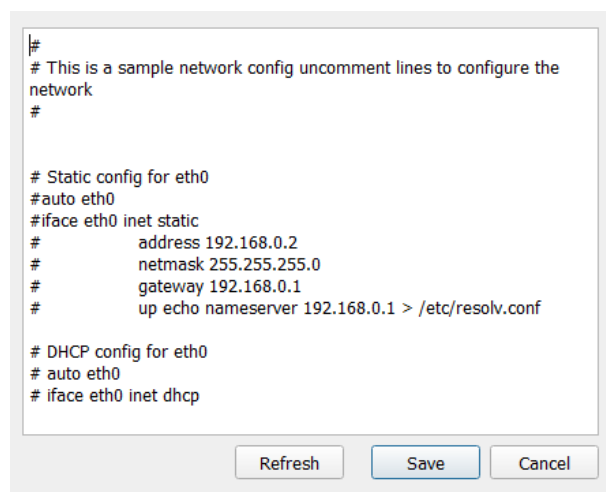 #
# This is a sample network config uncomment lines to configure the
network
#
# Static config for eth0
#auto eth0
#iface eth0 inet static
# address 192.168.0.2
# netmask 255.255.255.0
# gateway 192.168.0.1
# up echo nameserver 192.168.0.1 > /etc/resolv.conf
# DHCP config for eth0
# auto eth0
# iface eth0 inet dhcp
Refresh Save Cancel